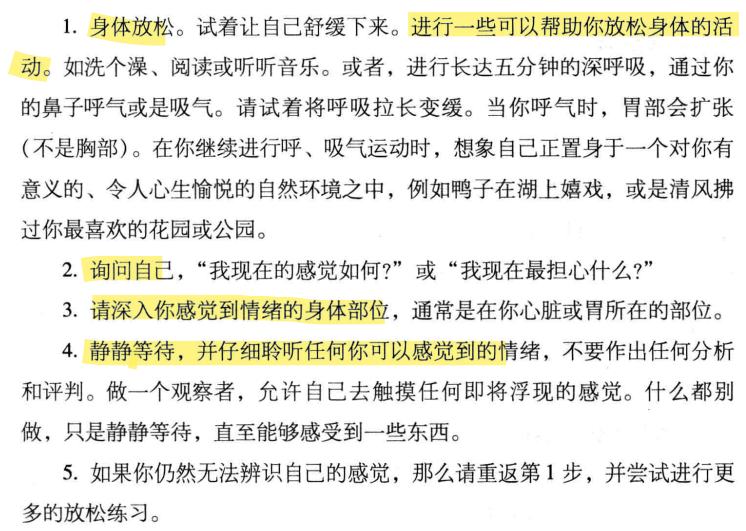 1. 身体放松。试着让自己舒缓下来。进行一些可以帮助你放松身体的活
动。如洗个澡、阅读或听听音乐。或者，进行长达五分钟的深呼吸，通过你
的鼻子呼气或是吸气。请试着将呼吸拉长变缓。当你呼气时，胃部会扩张
(不是胸部)。在你继续进行呼、吸气运动时，想象自己正置身于一个对你有
意义的、令人心生愉悦的自然环境之中，例如鸭子在湖上嬉戏，或是清风拂
过你最喜欢的花园或公园。
2. 询问自己，“我现在的感觉如何?”或“我现在最担心什么?”
3. 请深入你感觉到情绪的身体部位，通常是在你心脏或胃所在的部位。
4. 静静等待，并仔细聆听任何你可以感觉到的情绪，不要作出任何分析
和评判。做一个观察者，允许自己去触摸任何即将浮现的感觉。什么都别
做，只是静静等待，直至能够感受到一些东西。
5. 如果你仍然无法辨识自己的感觉，那么请重返第1步，并尝试进行更
多的放松练习。